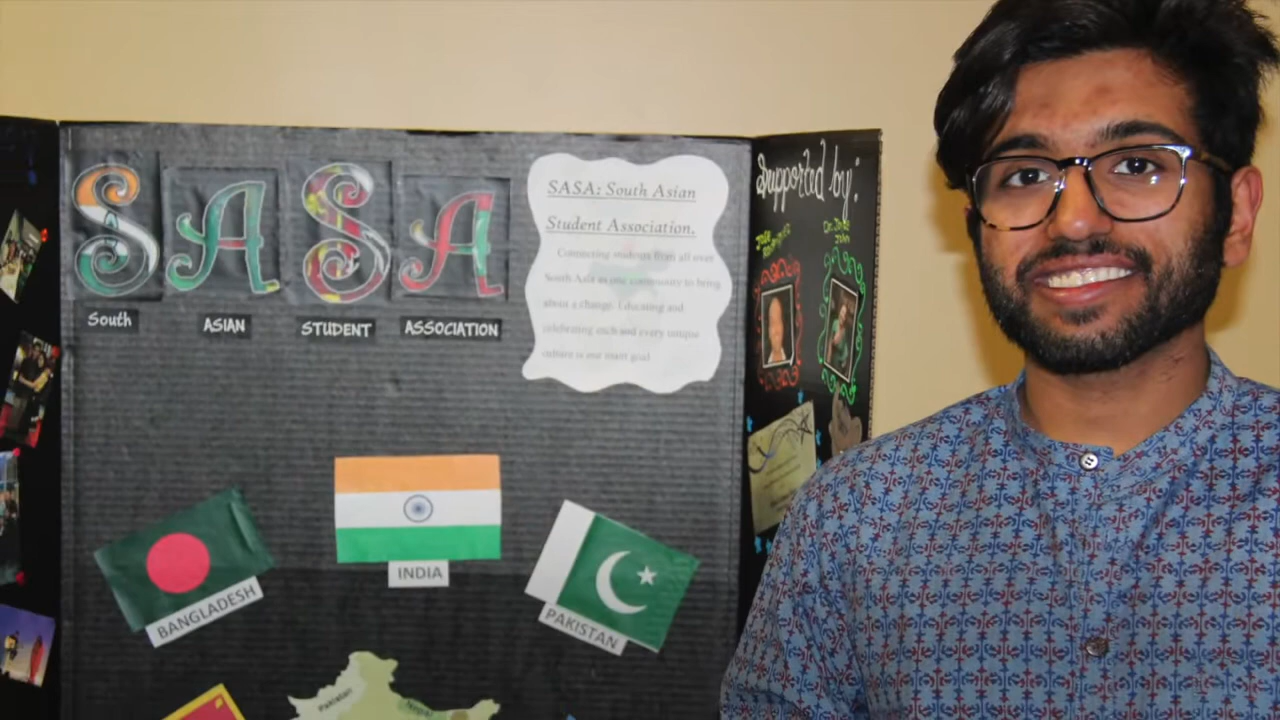 SASA
South ASIAN STUDENT ASSOCIATION
SASA: South Asian
Student Association.
Connecting students from all over
South Asia as one community to bring
about a change. Educating and
celebrating each and every unique
culture is our main goal
Supported by:
INDIA
BANGLADESH
PAKISTAN
Pakistan
Nepal